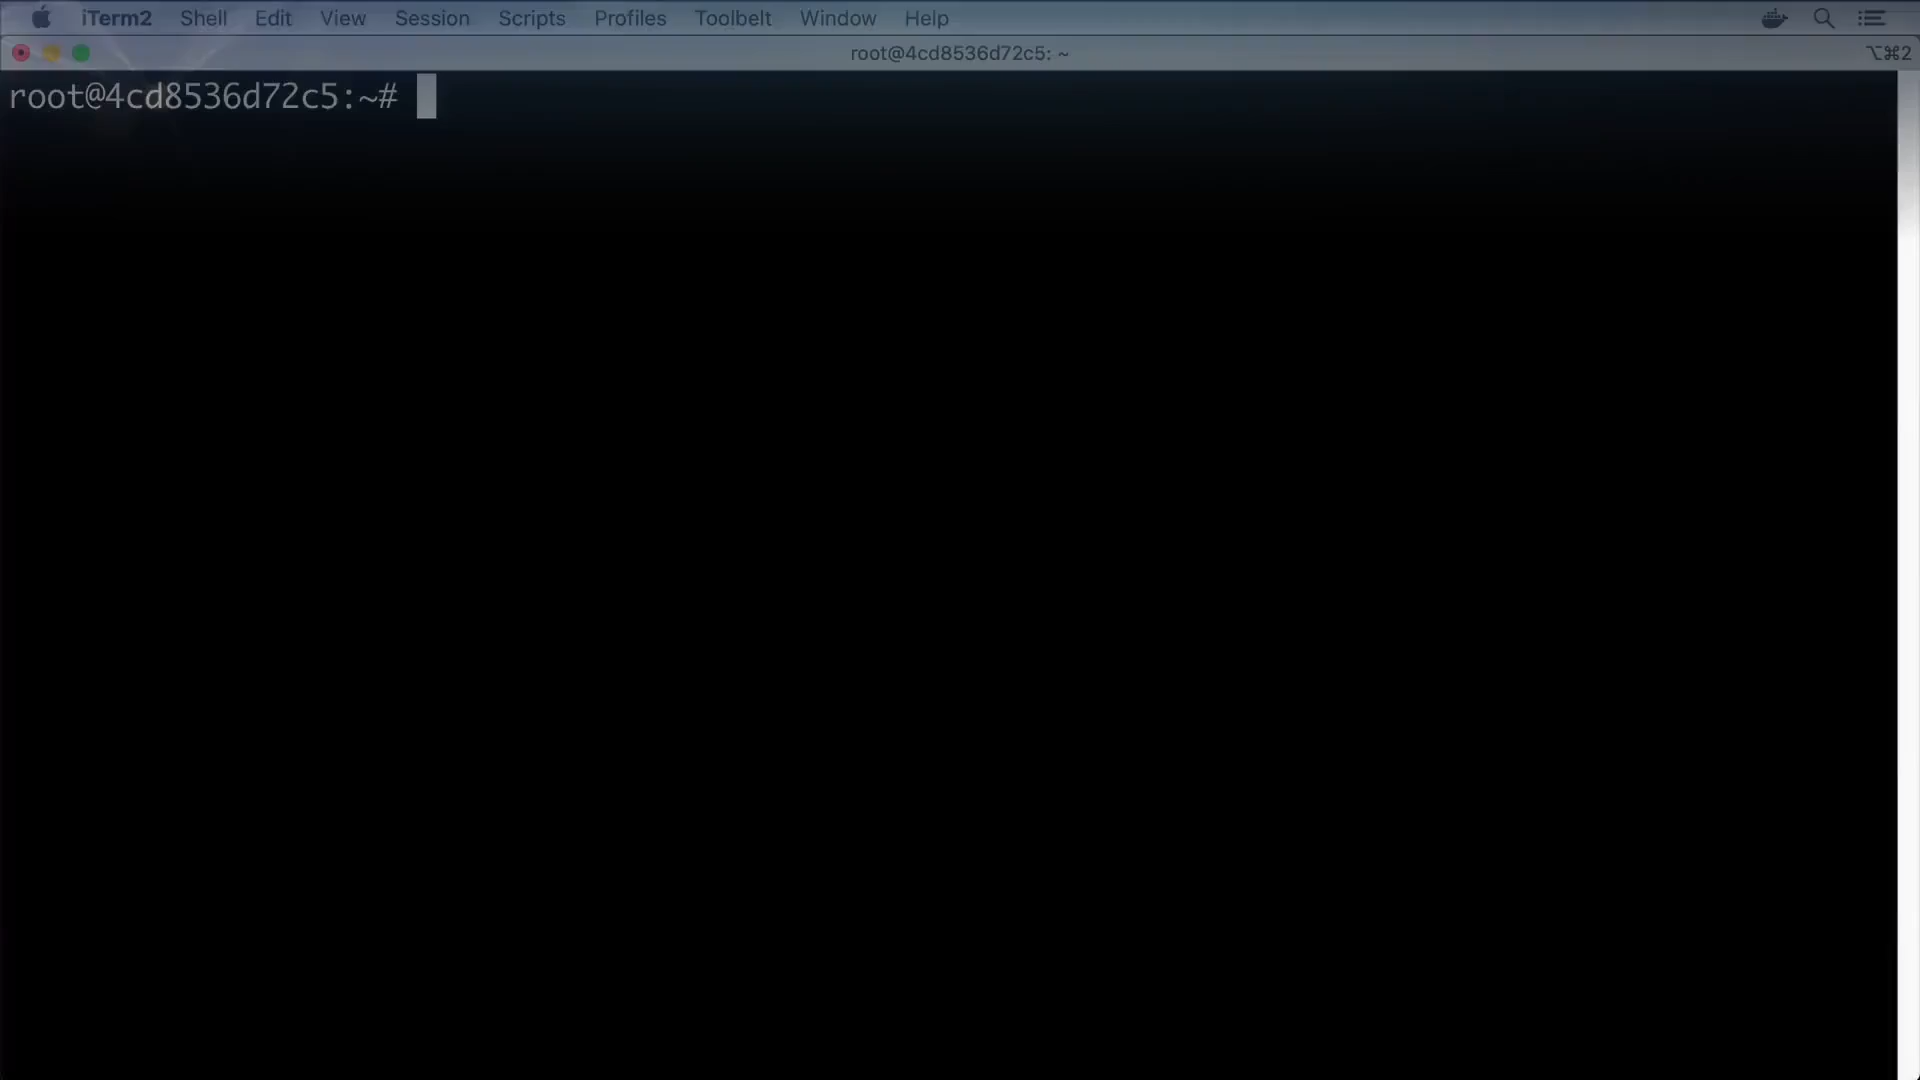 iTerm2 Shell Edit View Session Scripts Profiles Toolbelt Window Help
root@4cd8536d72c5: ~ ⌥⌘2
root@4cd8536d72c5:~#